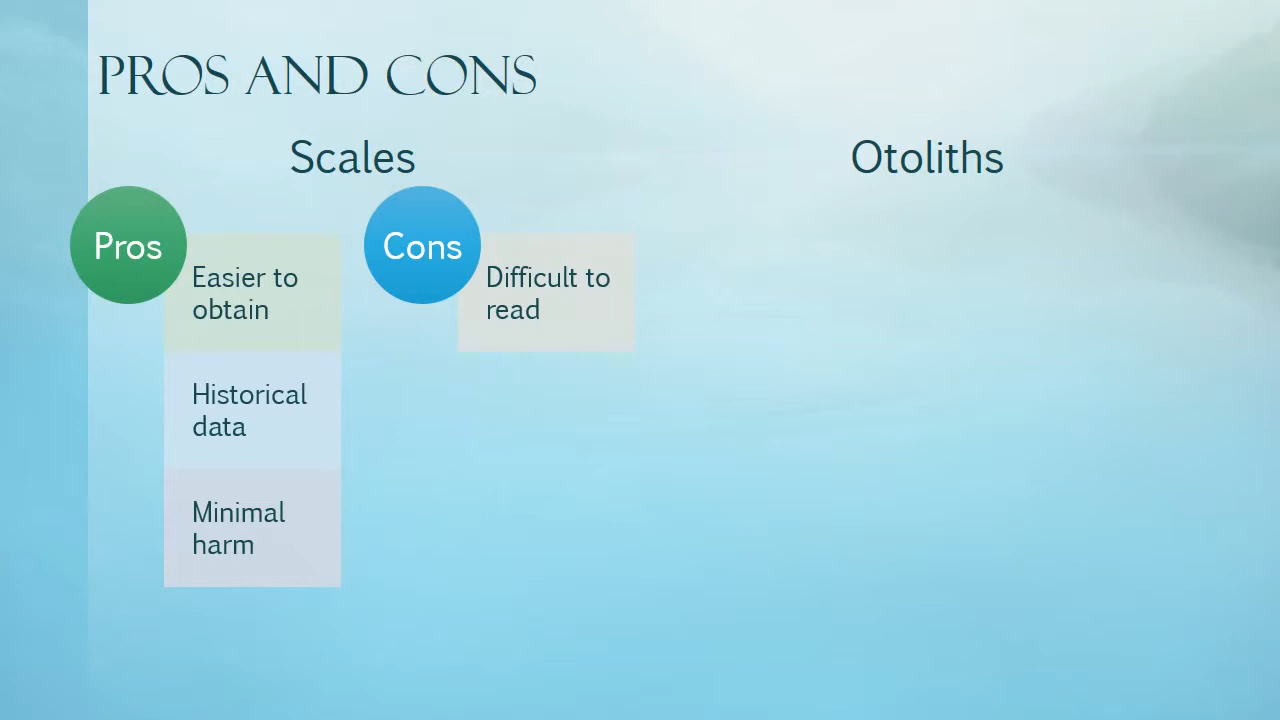 PROS AND CONS
Scales
Otoliths
Pros
Easier to
obtain
Historical
data
Minimal
harm
Cons
Difficult to
read